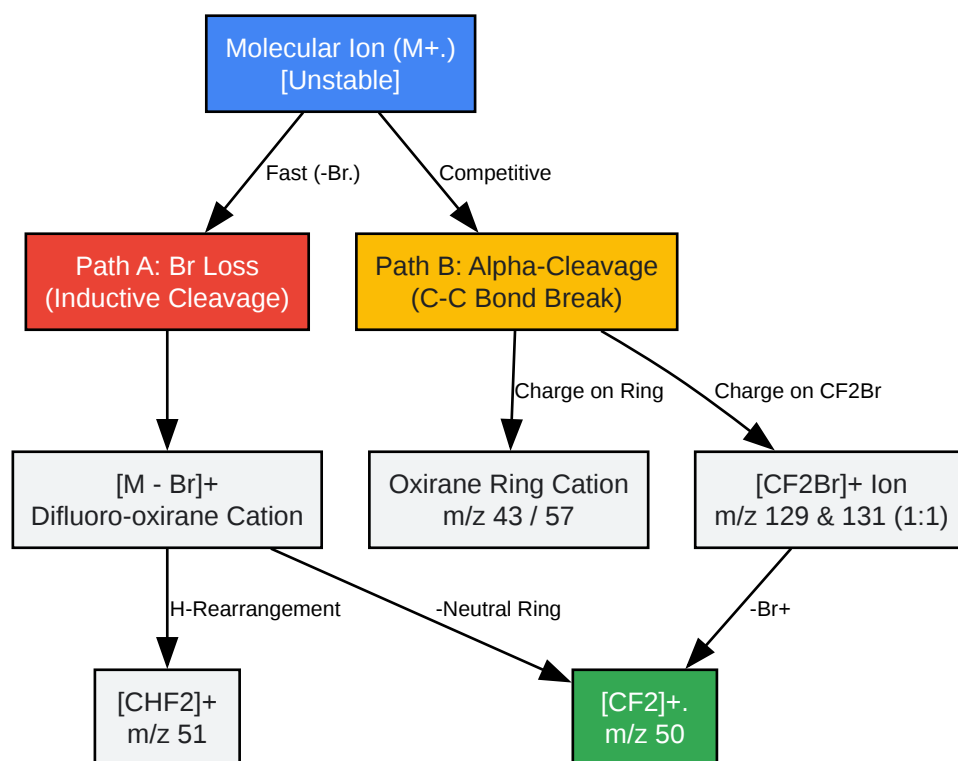 Molecular Ion (M+.)
[Unstable]
Fast (-Br.)
Competitive
Path A: Br Loss
(Inductive Cleavage)
Path B: Alpha-Cleavage
(C-C Bond Break)
Charge on Ring
Charge on CF2Br
[M - Br]+
Difluoro-oxirane Cation
Oxirane Ring Cation
m/z 43 / 57
[CF2Br]+ Ion
m/z 129 & 131 (1:1)
H-Rearrangement
-Neutral Ring
-Br+
[CHF2]+
m/z 51
[CF2]+.
m/z 50